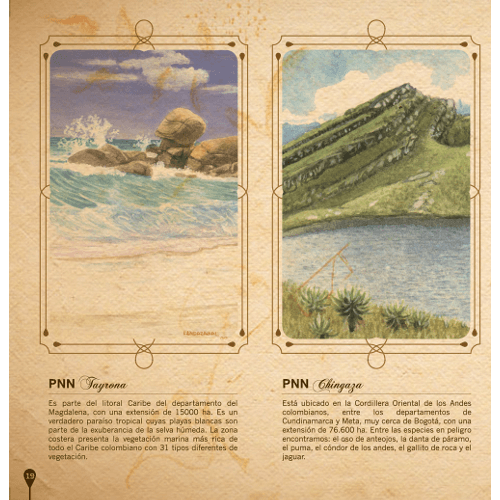 PNN Tayrona
Es parte del litoral Caribe del departamento del
Magdalena, con una extensión de 15000 ha. Es un
verdadero paraíso tropical cuyas playas blancas son
parte de la exuberancia de la selva húmeda. La zona
costera presenta la vegetación marina más rica de
todo el Caribe colombiano con 31 tipos diferentes de
vegetación.
PNN Chingaza
Está ubicado en la Cordillera Oriental de los Andes
colombianos, entre los departamentos de
Cundinamarca y Meta, muy cerca de Bogotá, con una
extensión de 76.600 ha. Entre las especies en peligro
encontramos: el oso de anteojos, la danta de páramo,
el puma, el cóndor de los andes, el gallito de roca y el
jaguar.
19